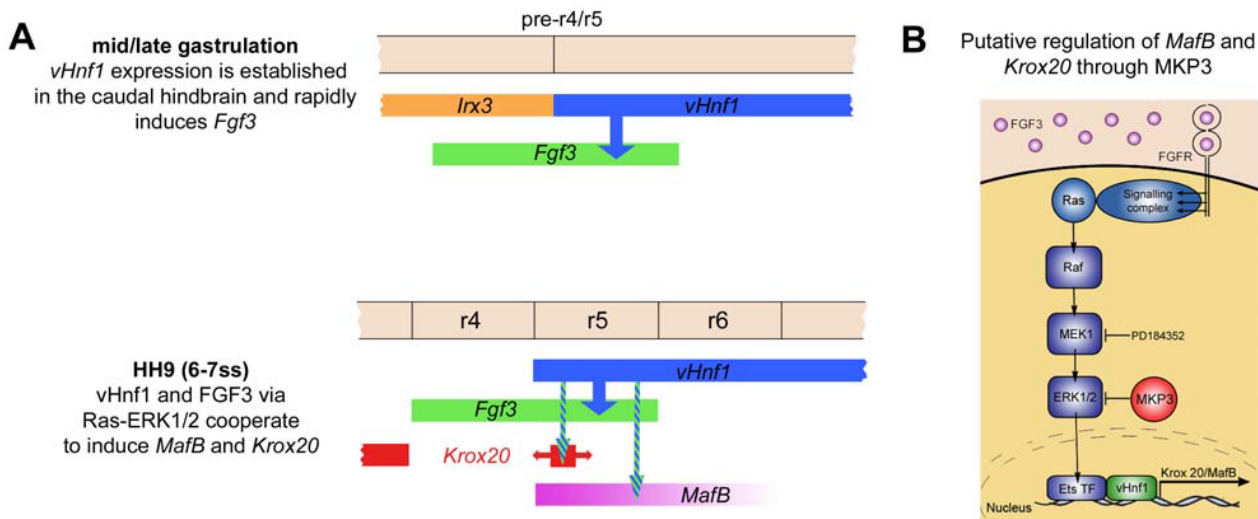 A
mid/late gastrulation
vHnf1 expression is established
in the caudal hindbrain and rapidly
induces Fgf3
pre-r4/r5
Irx3
vHnf1
Fgf3
HH9 (6-7ss)
vHnf1 and FGF3 via
Ras-ERK1/2 cooperate
to induce MafB and Krox20
r4
r5
r6
vHnf1
Fgf3
Krox20
MafB
B
Putative regulation of MafB and
Krox20 through MKP3
FGF3
FGFR
Ras
Signalling
complex
Raf
MEK1
PD184352
ERK1/2
MKP3
Krox 20/MafB
Ets TF
vHnf1
Nucleus